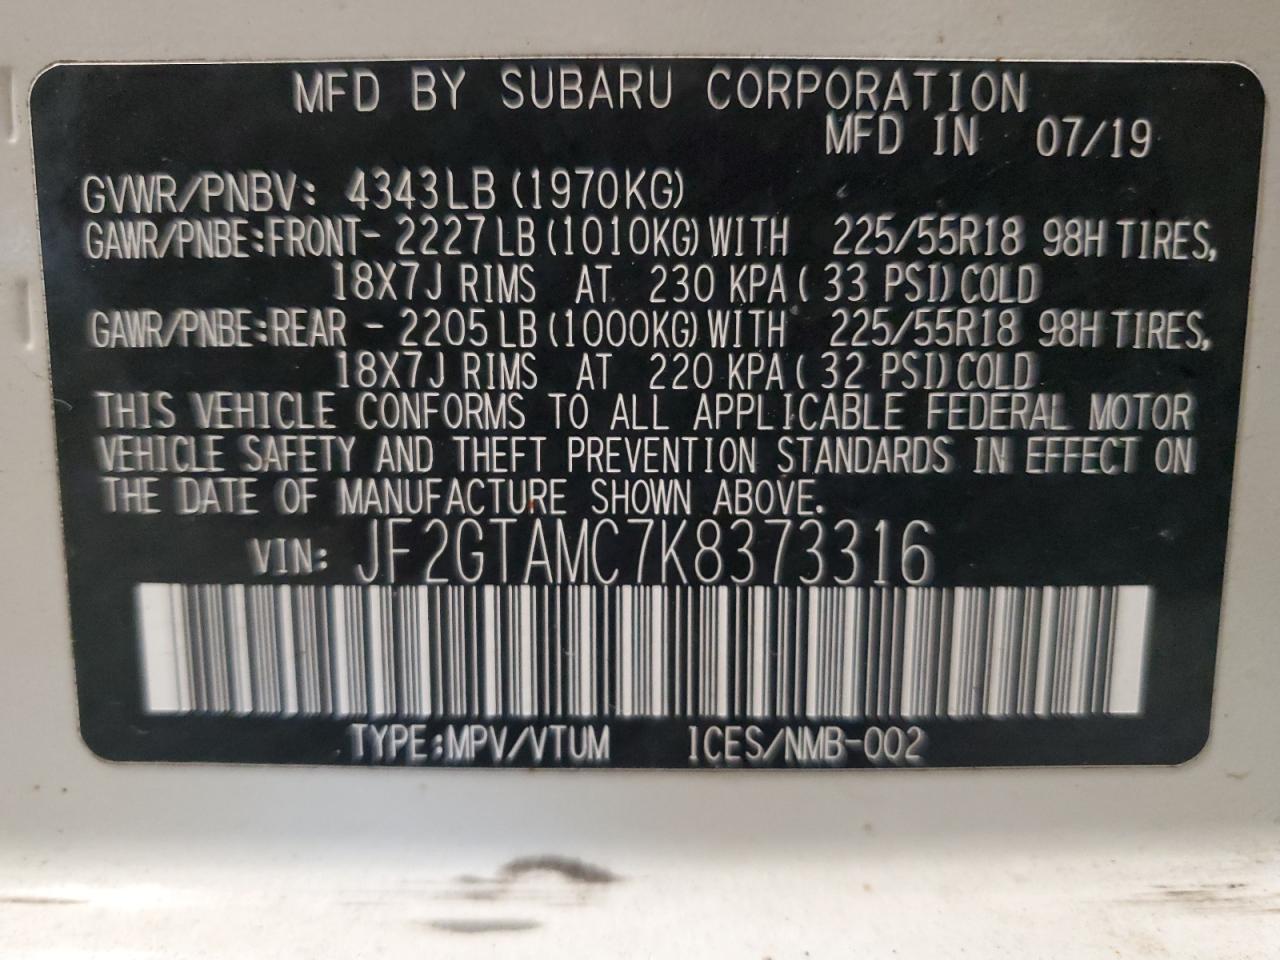 MFD BY SUBARU CORPORATION
MFD IN 07/19
GVWR/PNBV: 4343LB (1970KG)
GAWR/PNBE:FRONT- 2227LB (1010KG) WITH 225/55R18 98H TIRES,
18X7J RIMS AT 230 KPA( 33 PSI) COLD
GAWR/PNBE:REAR - 2205LB (1000KG) WITH 225/55R18 98H TIRES,
18X7J RIMS AT 220 KPA( 32 PSI) COLD
THIS VEHICLE CONFORMS TO ALL APPLICABLE FEDERAL MOTOR
VEHICLE SAFETY AND THEFT PREVENTION STANDARDS IN EFFECT ON
THE DATE OF MANUFACTURE SHOWN ABOVE.
VIN: JF2GTAMC7K8373316
TYPE:MPV/VTUM ICES/NMB-002